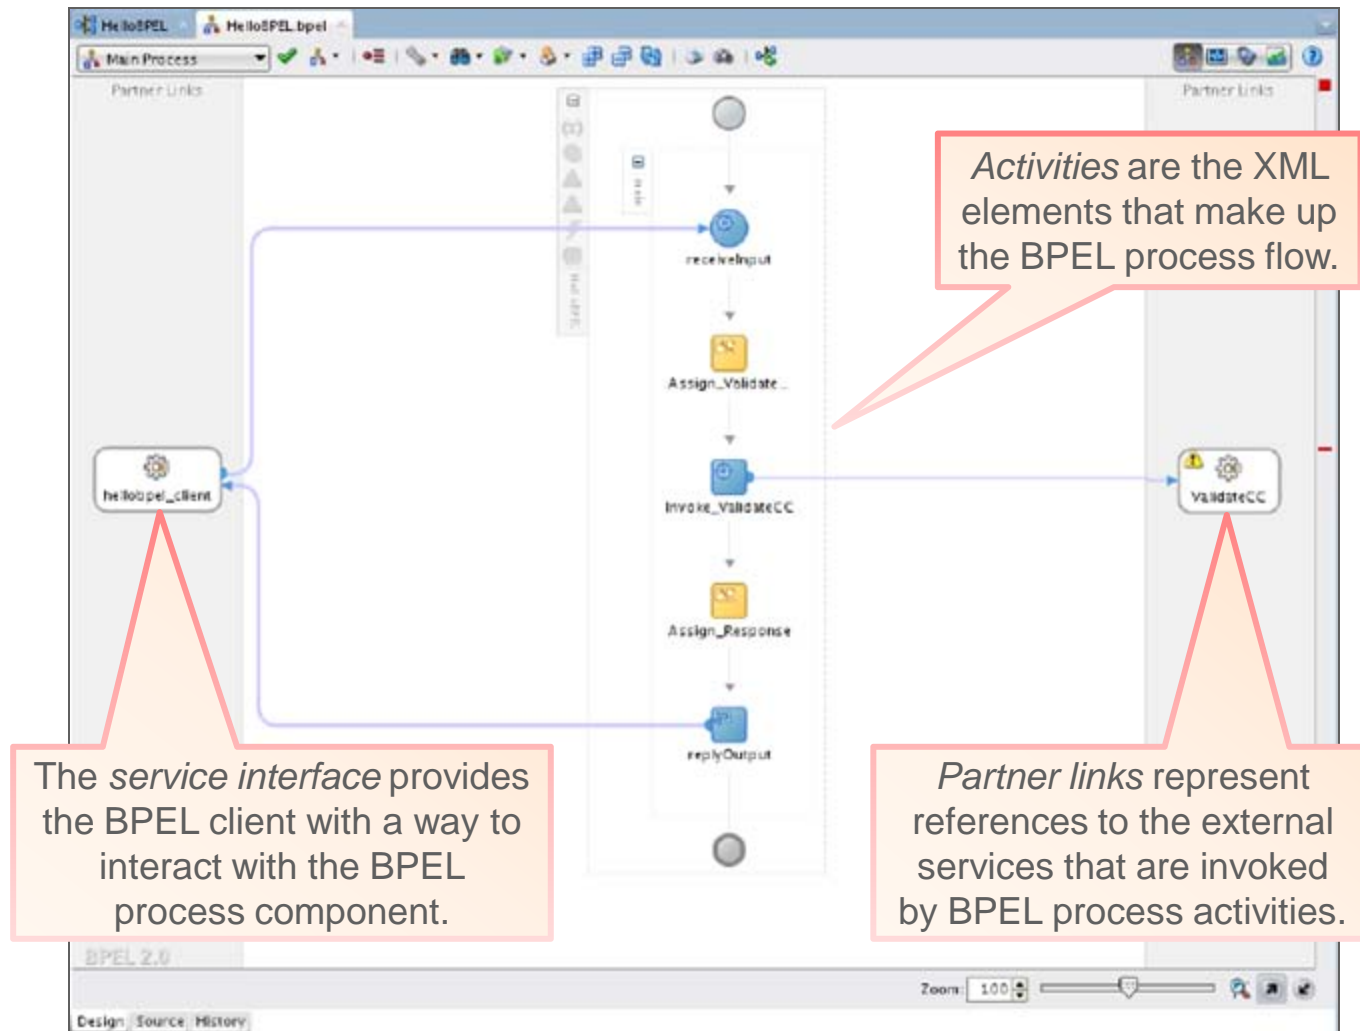 HelloBPEL
HelloBPEL.bpel
Main Process
Partner Links
Partner Links
Activities are the XML
elements that make up
the BPEL process flow.
receiveInput
Assign_Validate...
hellobpel_client
Invoke_ValidateCC
ValidateCC
Assign_Response
replyOutput
The service interface provides
the BPEL client with a way to
interact with the BPEL
process component.
Partner links represent
references to the external
services that are invoked
by BPEL process activities.
BPEL 2.0
Zoom: 100
Design Source History